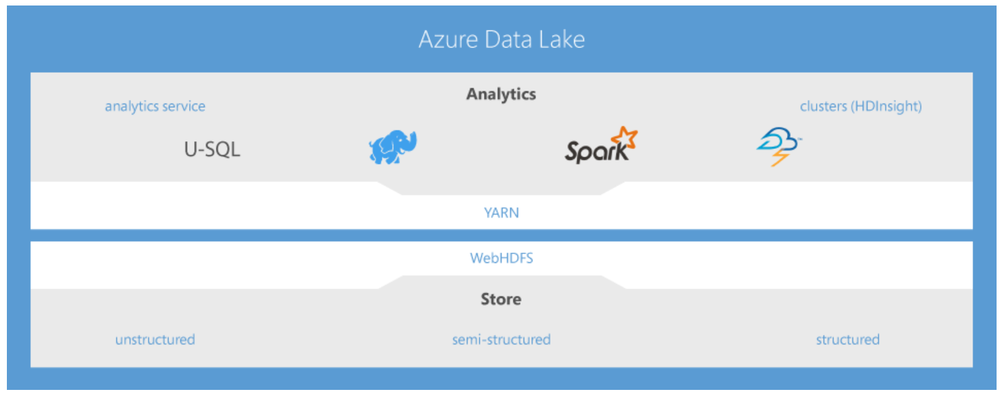 Azure Data Lake
Analytics
analytics service
clusters (HDInsight)
U-SQL
Spark
YARN
WebHDFS
Store
unstructured
semi-structured
structured